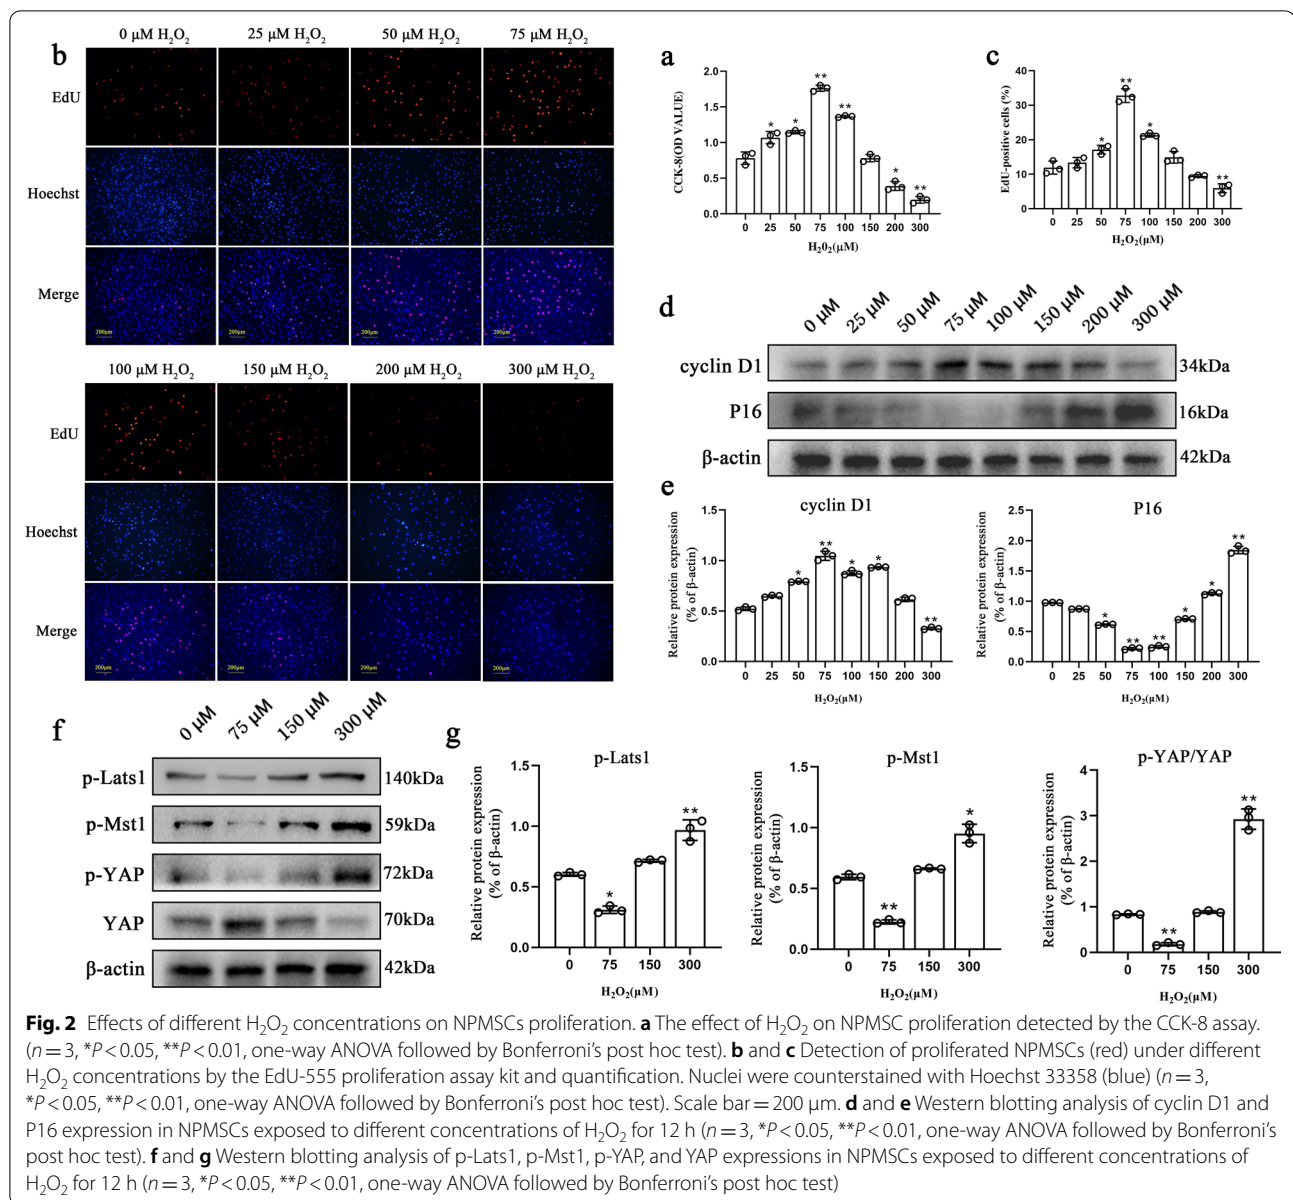 b
0 μM H₂O₂ 25 μM H₂O₂ 50 μM H₂O₂ 75 μM H₂O₂
EdU
Hoechst
Merge
200μm 200μm 200μm 200μm
100 μM H₂O₂ 150 μM H₂O₂ 200 μM H₂O₂ 300 μM H₂O₂
EdU
Hoechst
Merge
200μm 200μm 200μm 200μm
a
CCK-8(OD VALUE)
2.0
1.5
1.0
0.5
0.0
* * ** ** * **
0 25 50 75 100 150 200 300
H₂0₂(μM)
c
EdU-positive cells (%)
40
30
20
10
0
* ** * **
0 25 50 75 100 150 200 300
H₂O₂(μM)
d
0 μM 25 μM 50 μM 75 μM 100 μM 150 μM 200 μM 300 μM
cyclin D1 34kDa
P16 16kDa
β-actin 42kDa
e
cyclin D1
Relative protein expression
(% of β-actin)
1.5
1.0
0.5
0.0
* ** * * **
0 25 50 75 100 150 200 300
H₂O₂(μM)
P16
Relative protein expression
(% of β-actin)
2.5
2.0
1.5
1.0
0.5
0.0
* ** ** * * **
0 25 50 75 100 150 200 300
H₂O₂(μM)
f
0 μM 75 μM 150 μM 300 μM
p-Lats1 140kDa
p-Mst1 59kDa
p-YAP 72kDa
YAP 70kDa
β-actin 42kDa
g
p-Lats1
Relative protein expression
(% of β-actin)
1.5
1.0
0.5
0.0
* **
0 75 150 300
H₂O₂(μM)
p-Mst1
Relative protein expression
(% of β-actin)
1.5
1.0
0.5
0.0
** *
0 75 150 300
H₂O₂(μM)
p-YAP/YAP
Relative protein expression
(% of β-actin)
4
3
2
1
0
** **
0 75 150 300
H₂O₂(μM)
Fig. 2 Effects of different H₂O₂ concentrations on NPMSCs proliferation. a The effect of H₂O₂ on NPMSC proliferation detected by the CCK-8 assay.
(n = 3, *P < 0.05, **P < 0.01, one-way ANOVA followed by Bonferroni's post hoc test). b and c Detection of proliferated NPMSCs (red) under different
H₂O₂ concentrations by the EdU-555 proliferation assay kit and quantification. Nuclei were counterstained with Hoechst 33358 (blue) (n = 3,
*P < 0.05, **P < 0.01, one-way ANOVA followed by Bonferroni's post hoc test). Scale bar = 200 μm. d and e Western blotting analysis of cyclin D1 and
P16 expression in NPMSCs exposed to different concentrations of H₂O₂ for 12 h (n = 3, *P < 0.05, **P < 0.01, one-way ANOVA followed by Bonferroni's
post hoc test). f and g Western blotting analysis of p-Lats1, p-Mst1, p-YAP, and YAP expressions in NPMSCs exposed to different concentrations of
H₂O₂ for 12 h (n = 3, *P < 0.05, **P < 0.01, one-way ANOVA followed by Bonferroni's post hoc test)